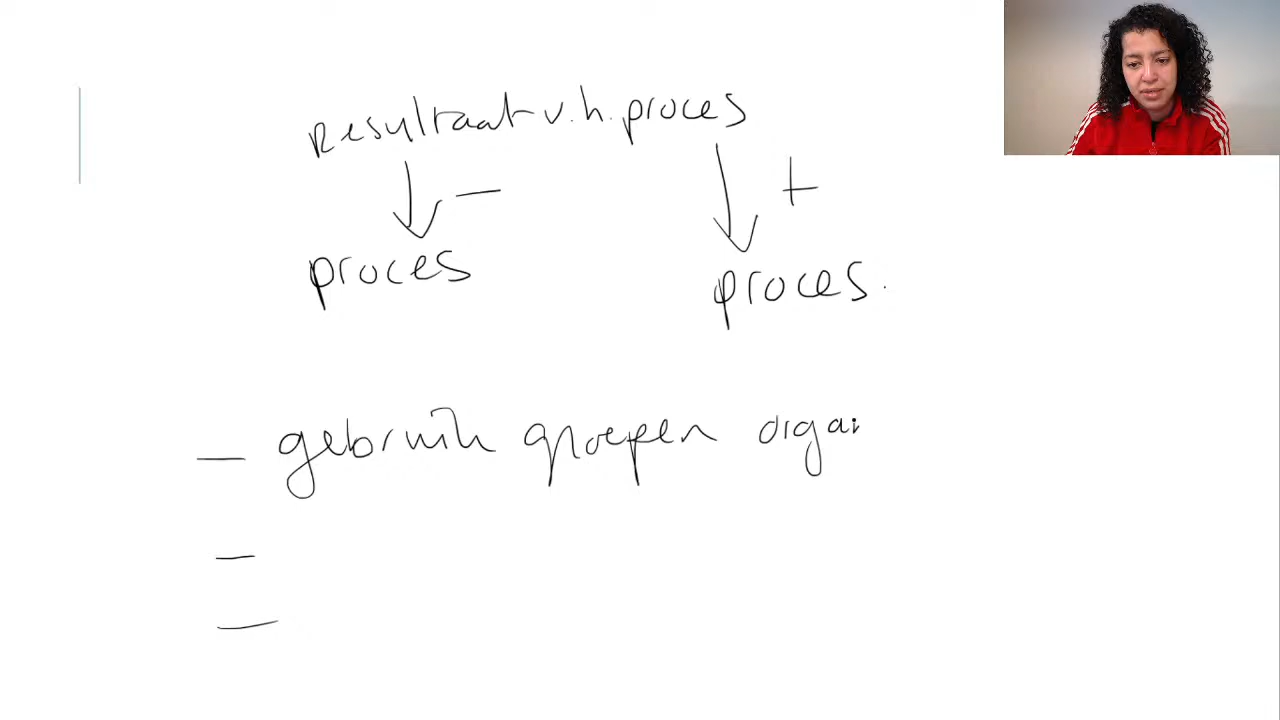 Resultaat v.h. proces
– +
proces proces.
– gebruik groepen orga
–
–